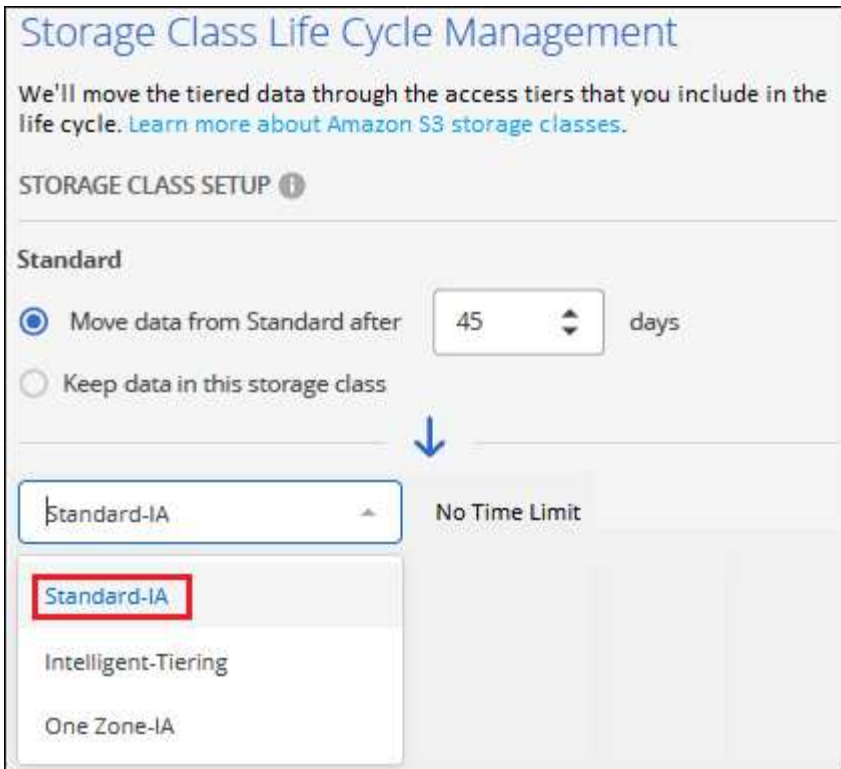 Storage Class Life Cycle Management
We'll move the tiered data through the access tiers that you include in the
life cycle. Learn more about Amazon S3 storage classes.
STORAGE CLASS SETUP
Standard
Move data from Standard after 45 days
Keep data in this storage class
Standard-IA No Time Limit
Standard-IA
Intelligent-Tiering
One Zone-IA